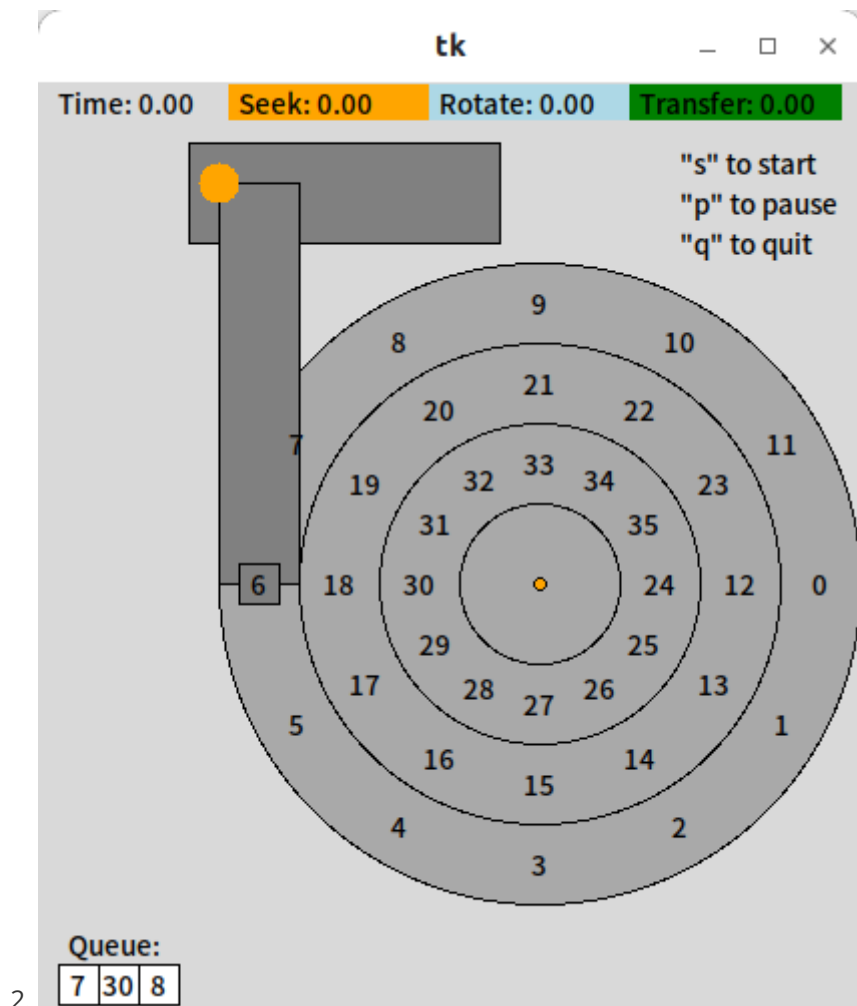 tk
Time: 0.00 Seek: 0.00 Rotate: 0.00 Transfer: 0.00
"s" to start
"p" to pause
"q" to quit
9
8 10
21
20 22
7 11
33
32 34
19 23
31 35
6 18 30 24 12 0
29 25
17 13
28 26
27
5 1
16 14
15
4 2
3
Queue:
7 30 8
2